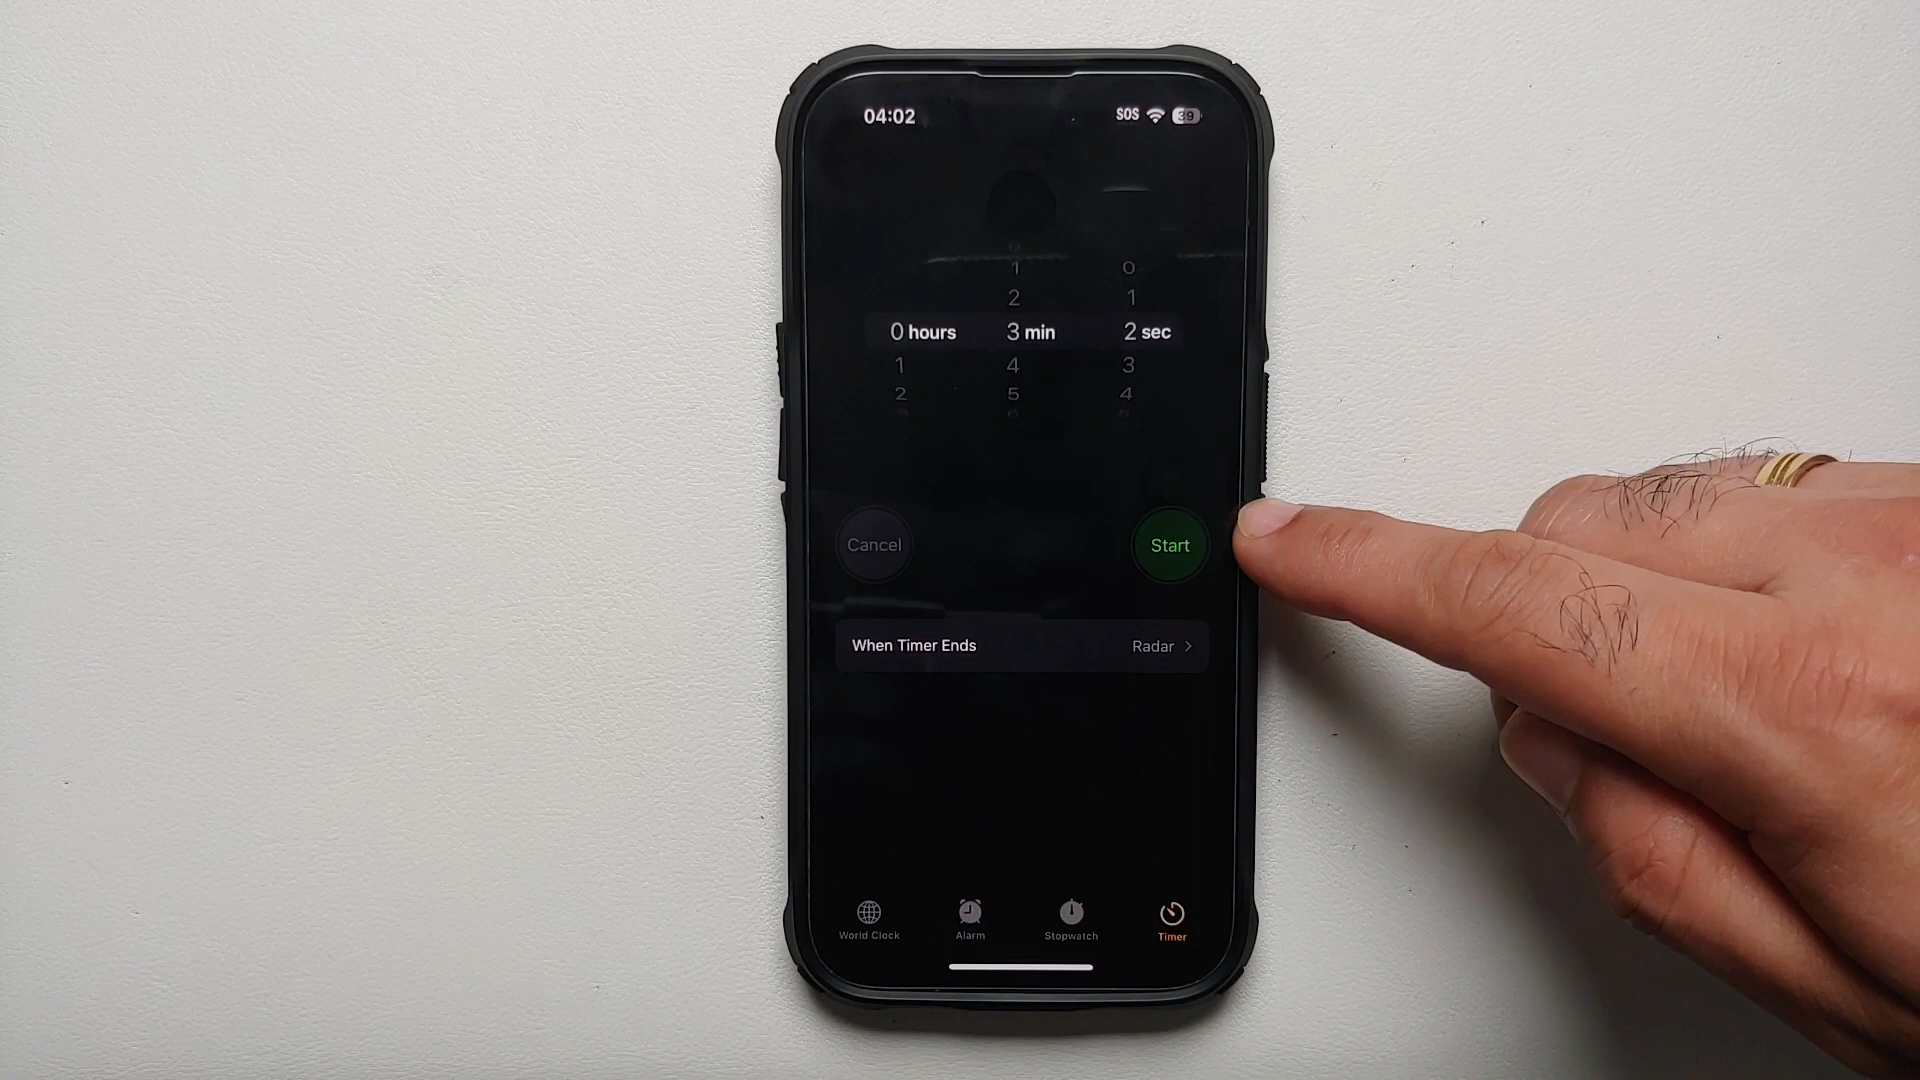 04:02 SOS 39
1 0
2 1
0 hours 3 min 2 sec
1 4 3
2 5 4
Cancel Start
When Timer Ends Radar
World Clock Alarm Stopwatch Timer